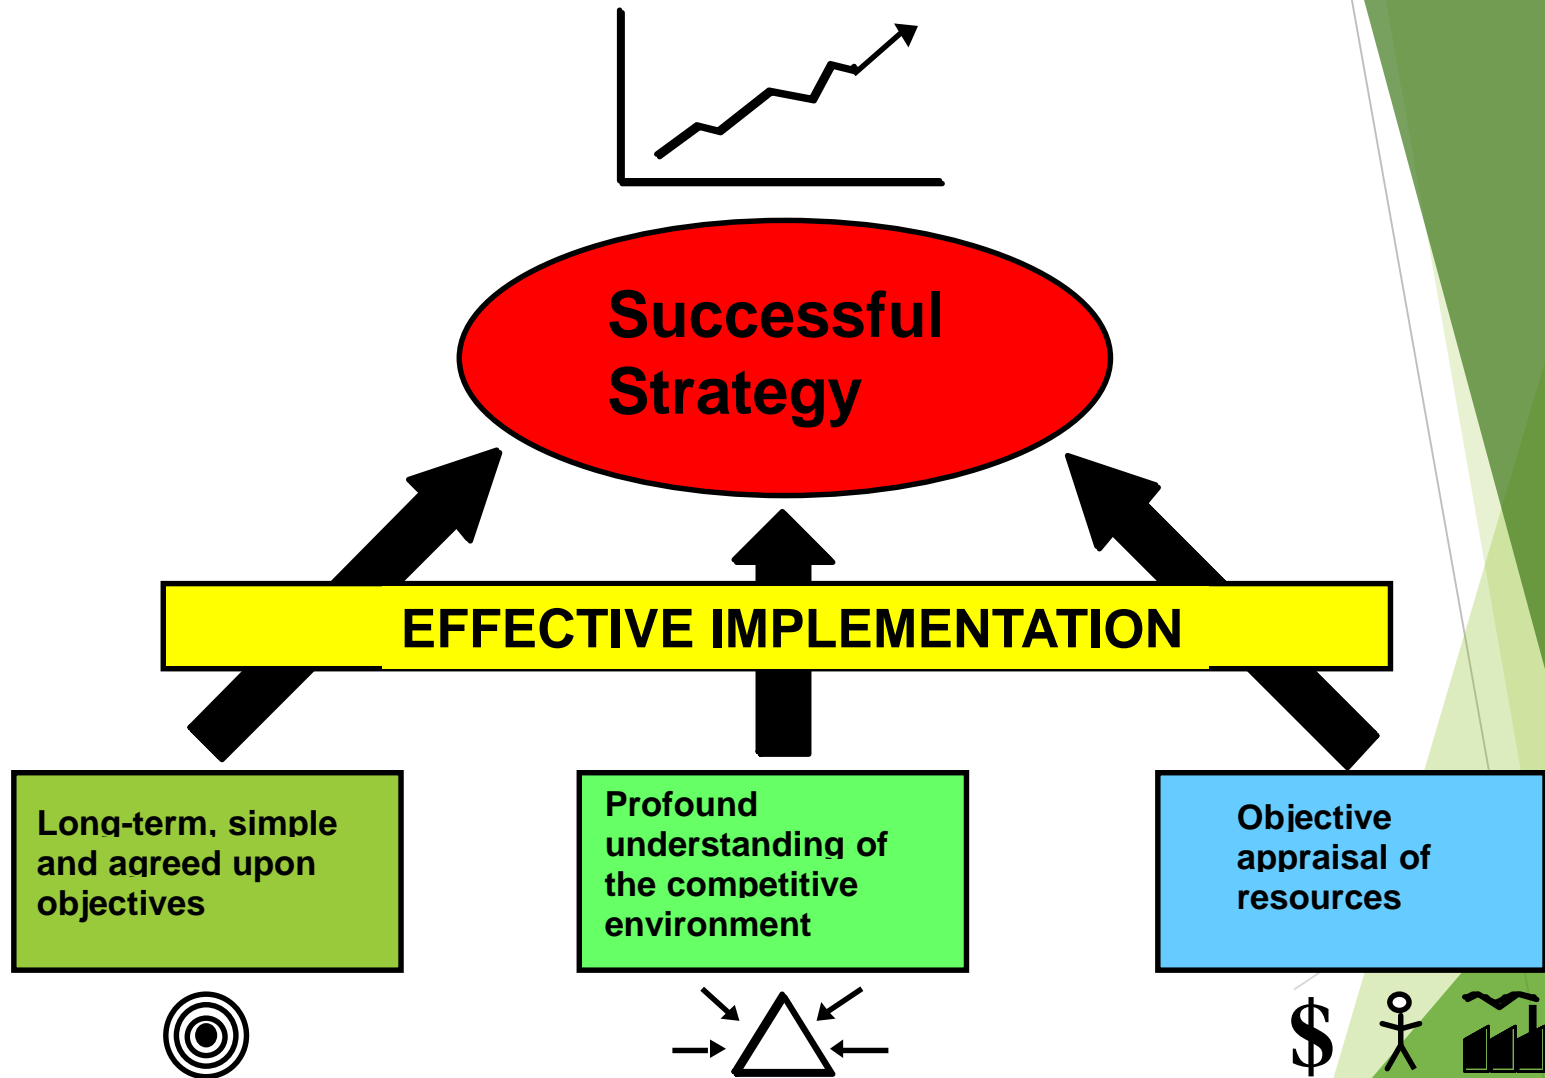 Successful
Strategy
EFFECTIVE IMPLEMENTATION
Long-term, simple
and agreed upon
objectives
Profound
understanding of
the competitive
environment
Objective
appraisal of
resources
$